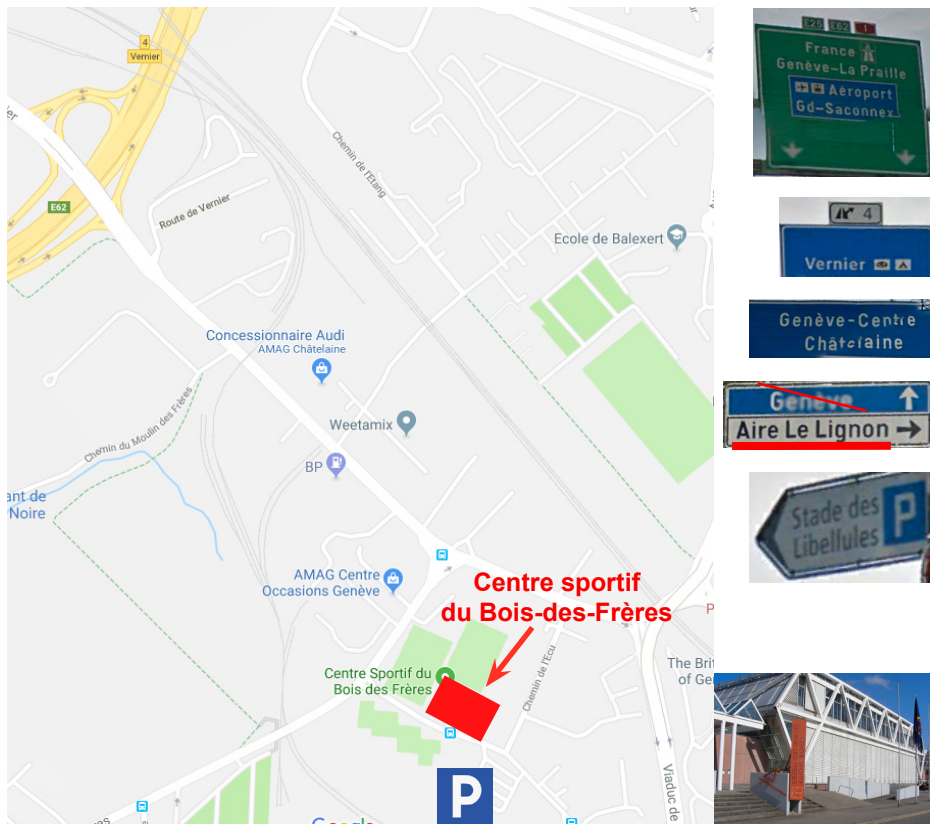 4
Vernier
E62
Route de Vernier
Chemin de l'Etang
Ecole de Balexert
Concessionnaire Audi
AMAG Châtelaine
Weetamix
BP
Chemin du Moulin des Frères
ant de
Noire
AMAG Centre
Occasions Genève
Centre sportif
du Bois-des-Frères
Centre Sportif du
Bois des Frères
Chemin de l'Ecu
The Brit
of Ge
Viaduc de
P
P
Google
E25 E62 1
France
Genève-La Praille
Aéroport
Gd-Saconnex
4
Vernier
Genève-Centre
Châtelaine
Genève
Aire Le Lignon
Stade des
Libellules
P